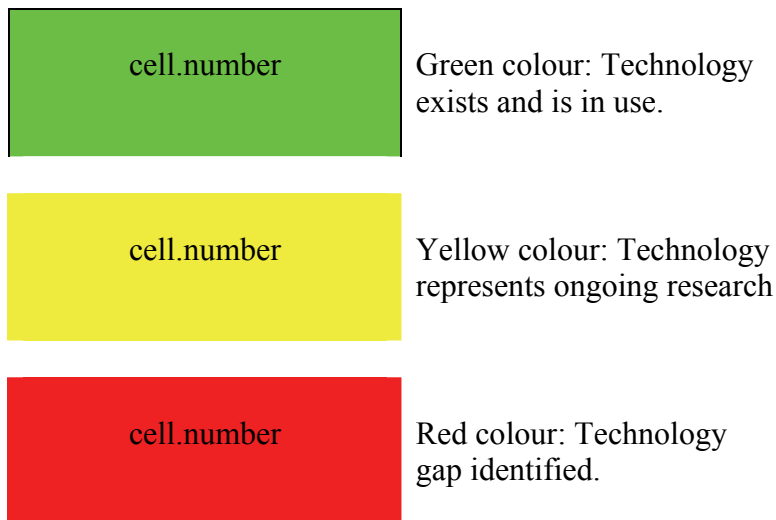 cell.number
Green colour: Technology
exists and is in use.
cell.number
Yellow colour: Technology
represents ongoing research
cell.number
Red colour: Technology
gap identified.